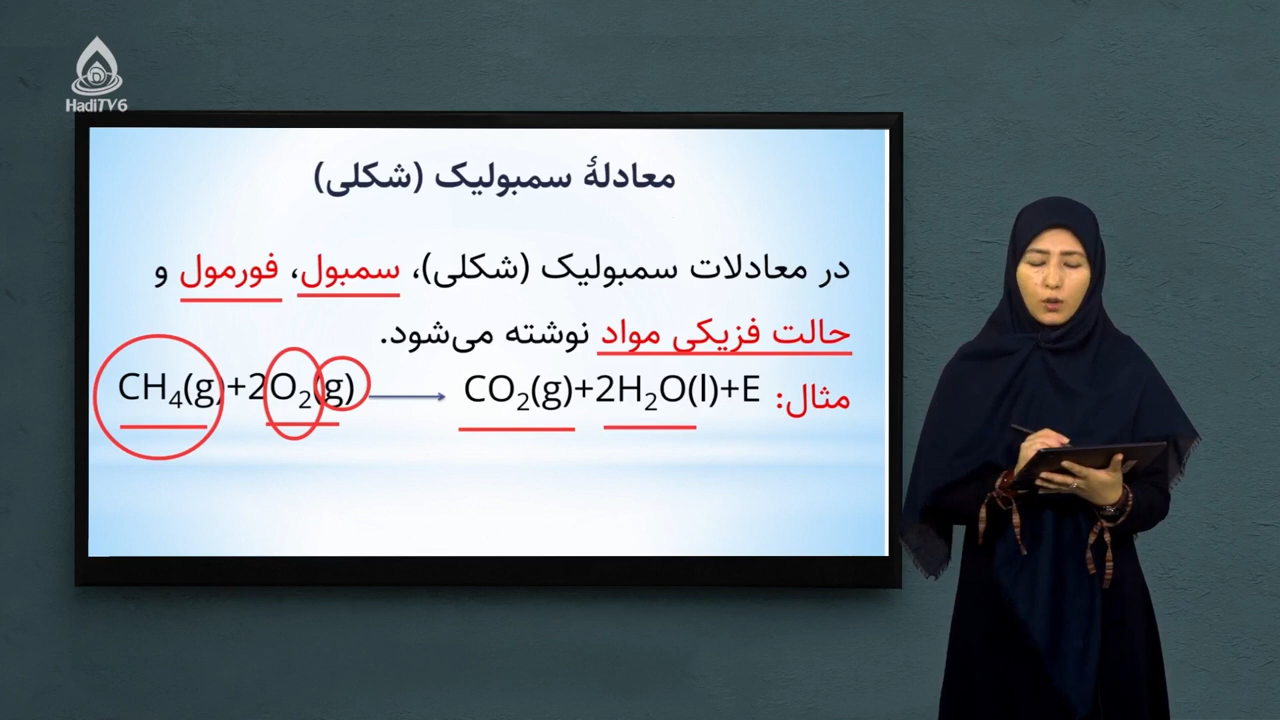 HadiTV6
معادلهٔ سمبولیک (شکلی)
در معادلات سمبولیک (شکلی)، سمبول، فورمول و
حالت فزیکی مواد نوشته می‌شود.
مثال: CH₄(g)+2O₂(g) ⟶ CO₂(g)+2H₂O(l)+E